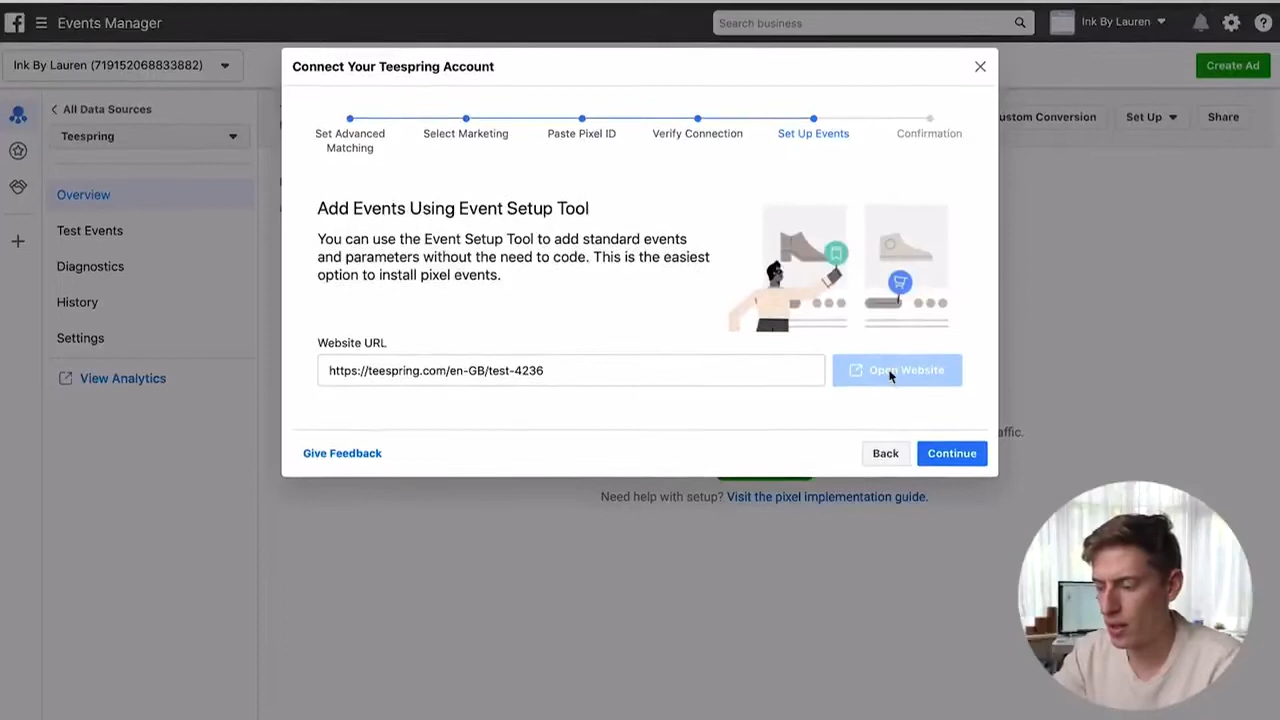 Events Manager
Search business
Ink By Lauren
Ink By Lauren (719152068833882)
Create Ad
All Data Sources
Teespring
Overview
Test Events
Diagnostics
History
Settings
View Analytics
ustom Conversion
Set Up
Share
Connect Your Teespring Account
Set Advanced
Matching
Select Marketing
Paste Pixel ID
Verify Connection
Set Up Events
Confirmation
Add Events Using Event Setup Tool
You can use the Event Setup Tool to add standard events
and parameters without the need to code. This is the easiest
option to install pixel events.
Website URL
https://teespring.com/en-GB/test-4236
Open Website
Give Feedback
Back
Continue
affic.
Need help with setup? Visit the pixel implementation guide.